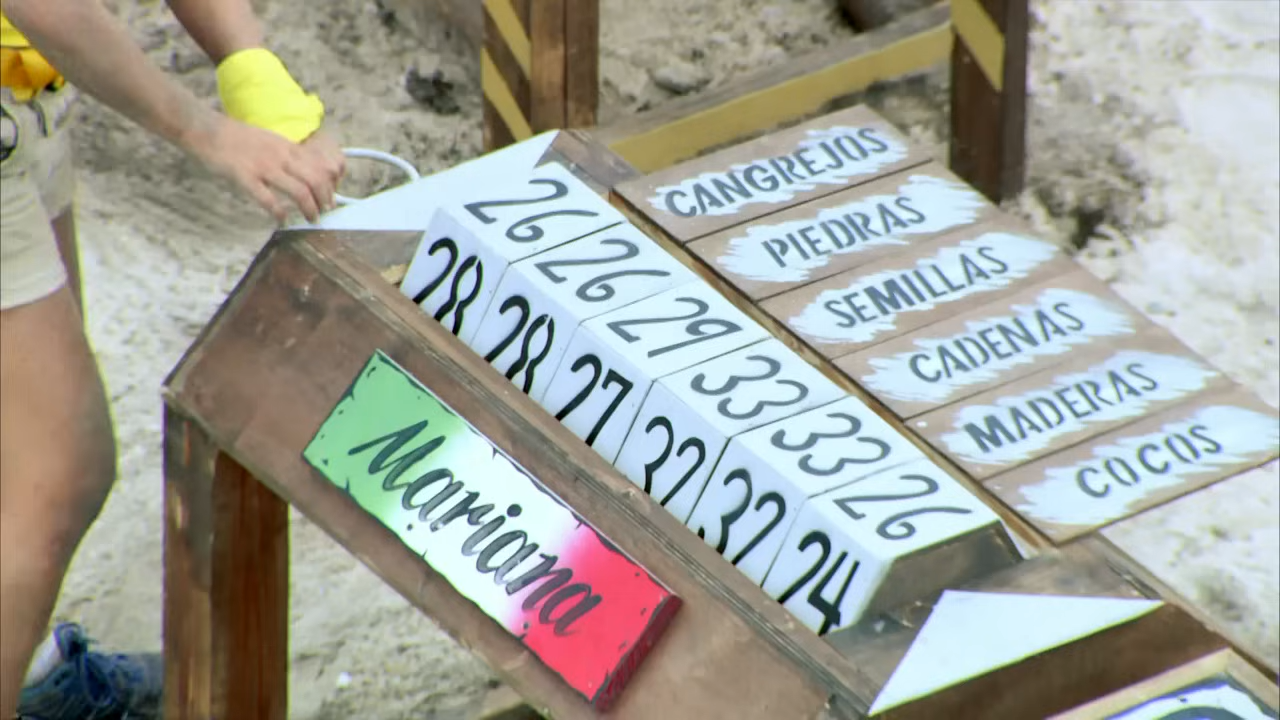 26 CANGREJOS
26 PIEDRAS
29 SEMILLAS
33 CADENAS
33 MADERAS
26 COCOS
28
28
27
32
32
24
Mariana